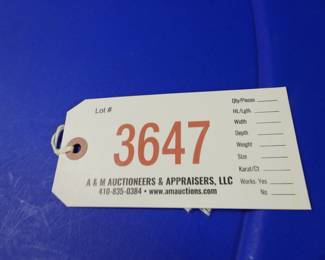 Lot #
3647
A & M AUCTIONEERS & APPRAISERS, LLC
410-835-0384 • www.amauctions.com
Qty/Pieces
Ht./Lgth.
Width
Depth
Weight
Size
Karat/Ct
Works Yes
No